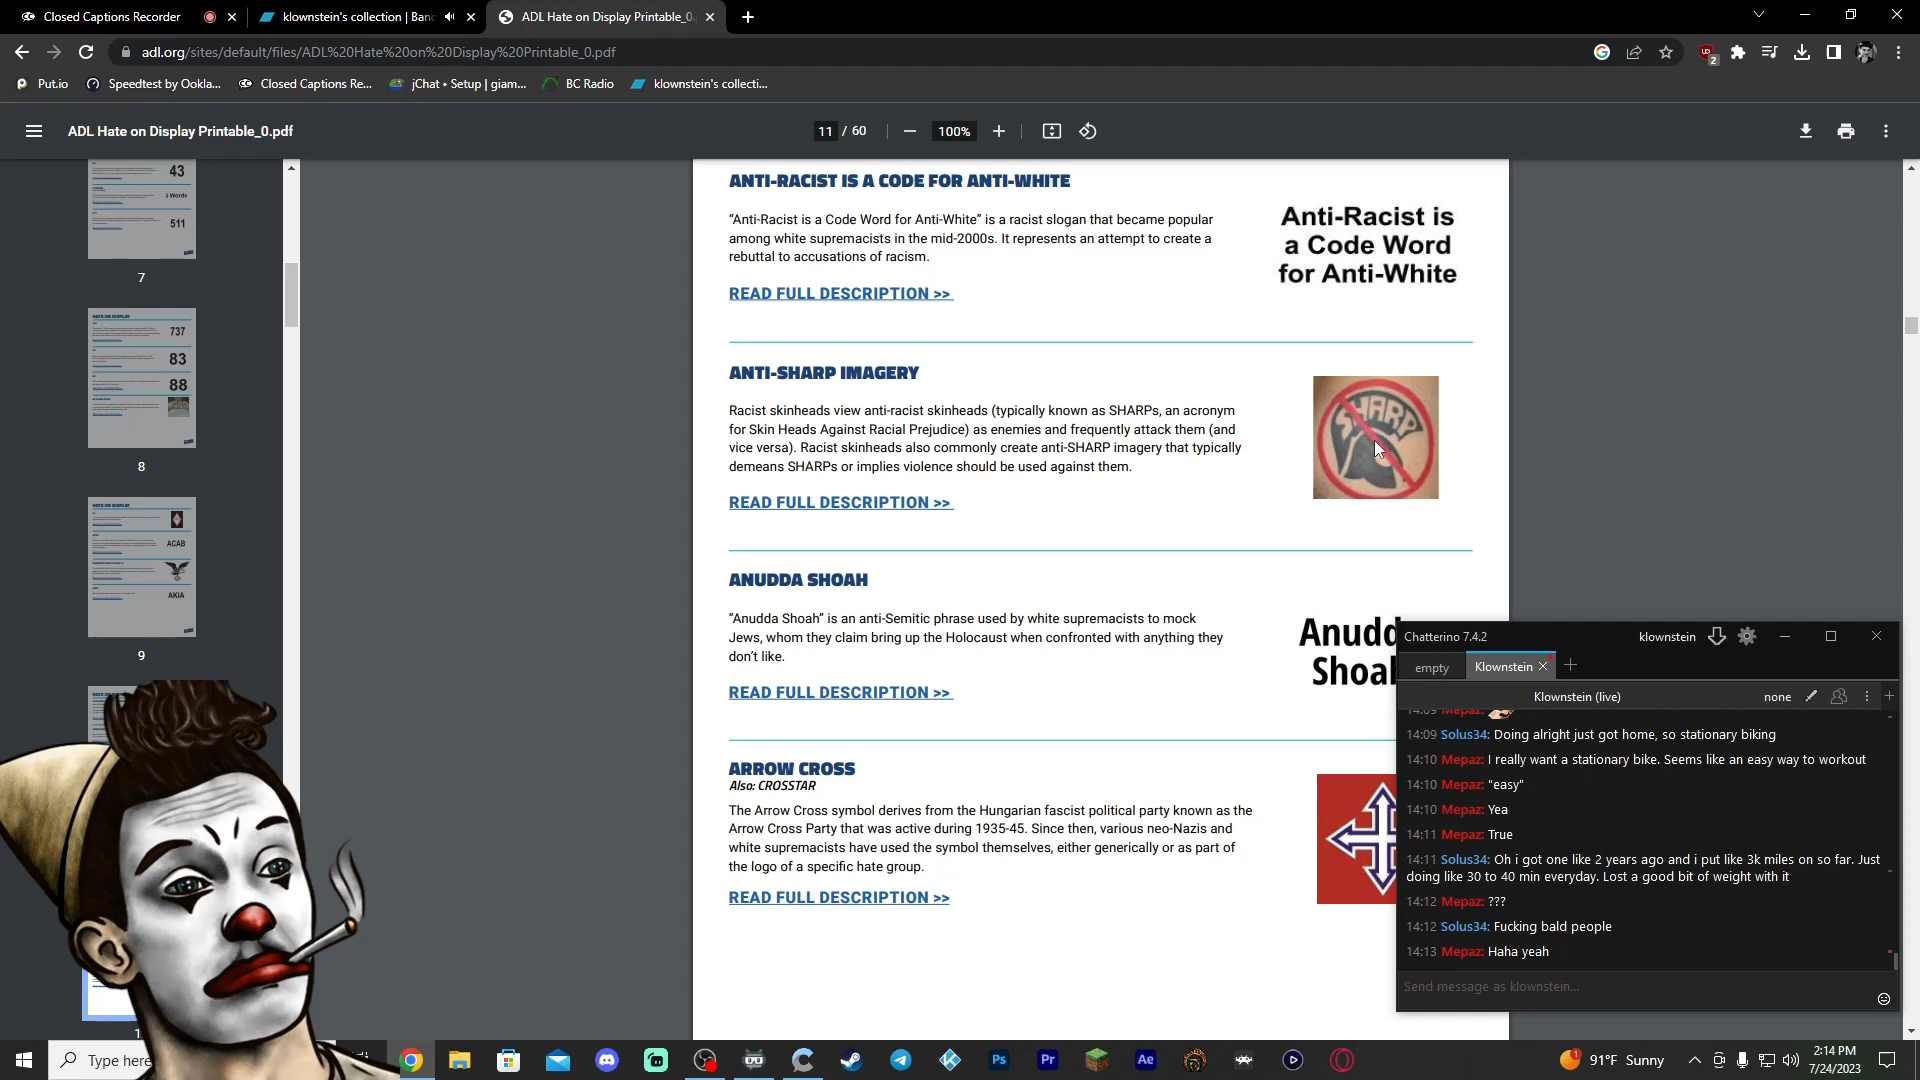 Closed Captions Recorder
klownstein's collection | Banc
ADL Hate on Display Printable_0.
adl.org/sites/default/files/ADL%20Hate%20on%20Display%20Printable_0.pdf
2
Put.io
Speedtest by Ookla...
Closed Captions Re...
jChat • Setup | giam...
BC Radio
klownstein's collecti...
ADL Hate on Display Printable_0.pdf
11 / 60
100%
43
511
7
HATE ON DISPLAY
737
83
88
8
HATE ON DISPLAY
ACAB
AKIA
9
ANTI-RACIST IS A CODE FOR ANTI-WHITE
“Anti-Racist is a Code Word for Anti-White” is a racist slogan that became popular
among white supremacists in the mid-2000s. It represents an attempt to create a
rebuttal to accusations of racism.
READ FULL DESCRIPTION >>
Anti-Racist is
a Code Word
for Anti-White
ANTI-SHARP IMAGERY
Racist skinheads view anti-racist skinheads (typically known as SHARPs, an acronym
for Skin Heads Against Racial Prejudice) as enemies and frequently attack them (and
vice versa). Racist skinheads also commonly create anti-SHARP imagery that typically
demeans SHARPs or implies violence should be used against them.
READ FULL DESCRIPTION >>
SHARP
ANUDDA SHOAH
“Anudda Shoah” is an anti-Semitic phrase used by white supremacists to mock
Jews, whom they claim bring up the Holocaust when confronted with anything they
don’t like.
READ FULL DESCRIPTION >>
Anudd
Shoah
ARROW CROSS
Also: CROSSTAR
The Arrow Cross symbol derives from the Hungarian fascist political party known as the
Arrow Cross Party that was active during 1935-45. Since then, various neo-Nazis and
white supremacists have used the symbol themselves, either generically or as part of
the logo of a specific hate group.
READ FULL DESCRIPTION >>
Chatterino 7.4.2
klownstein
empty
Klownstein
Klownstein (live)
none
14:09 Mepaz:
14:09 Solus34: Doing alright just got home, so stationary biking
14:10 Mepaz: I really want a stationary bike. Seems like an easy way to workout
14:10 Mepaz: "easy"
14:10 Mepaz: Yea
14:11 Mepaz: True
14:11 Solus34: Oh i got one like 2 years ago and i put like 3k miles on so far. Just
doing like 30 to 40 min everyday. Lost a good bit of weight with it
14:12 Mepaz: ???
14:12 Solus34: Fucking bald people
14:13 Mepaz: Haha yeah
Send message as klownstein...
Type here
Ps
Pr
Ae
1
91°F Sunny
2:14 PM
7/24/2023